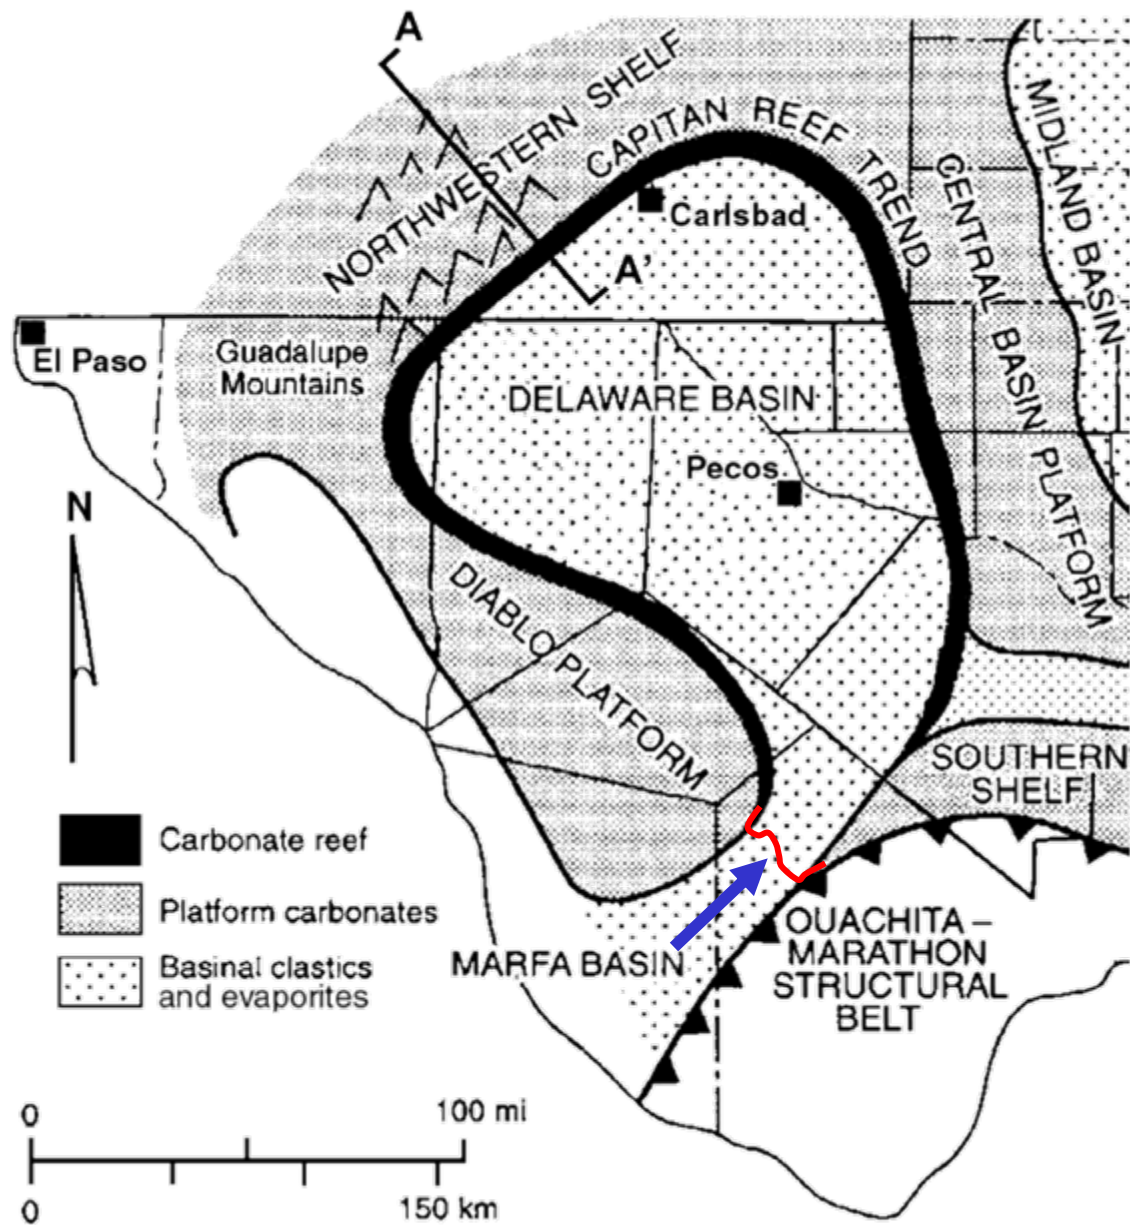 A
NORTHWESTERN SHELF
CAPITAN REEF TREND
MIDLAND BASIN
CENTRAL BASIN PLATFORM
Carlsbad
A'
El Paso
Guadalupe
Mountains
DELAWARE BASIN
Pecos
N
DIABLO PLATFORM
SOUTHERN
SHELF
Carbonate reef
Platform carbonates
Basinal clastics
and evaporites
MARFA BASIN
OUACHITA –
MARATHON
STRUCTURAL
BELT
0 100 mi
0 150 km